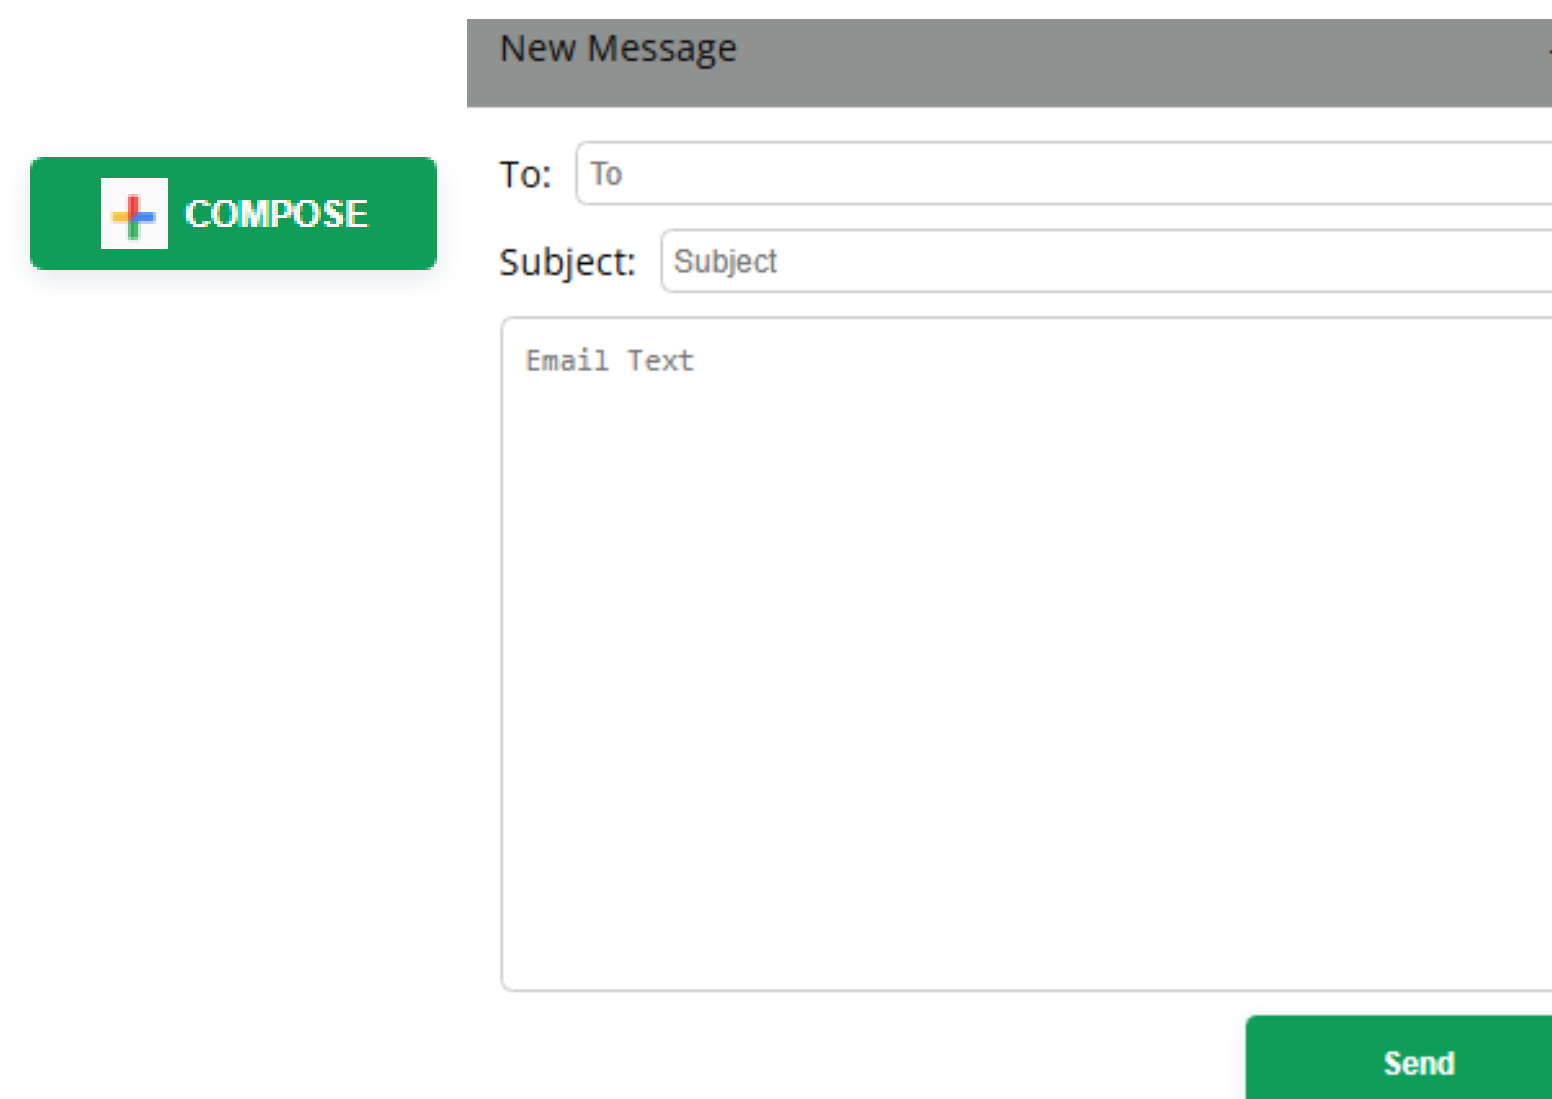 New Message
COMPOSE
To: To
Subject: Subject
Email Text
Send